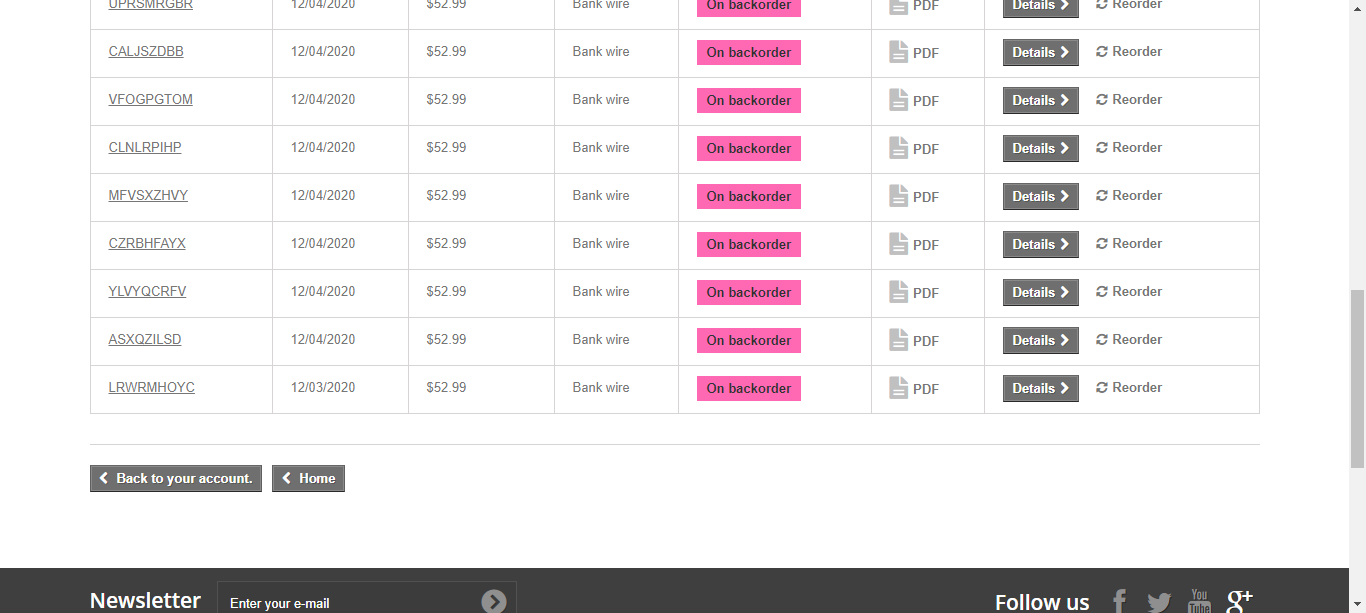 UPRSMRGBR 12/04/2020 $52.99 Bank wire On backorder PDF Details Reorder
CALJSZDBB 12/04/2020 $52.99 Bank wire On backorder PDF Details Reorder
VFOGPGTOM 12/04/2020 $52.99 Bank wire On backorder PDF Details Reorder
CLNLRPIHP 12/04/2020 $52.99 Bank wire On backorder PDF Details Reorder
MFVSXZHVY 12/04/2020 $52.99 Bank wire On backorder PDF Details Reorder
CZRBHFAYX 12/04/2020 $52.99 Bank wire On backorder PDF Details Reorder
YLVYQCRFV 12/04/2020 $52.99 Bank wire On backorder PDF Details Reorder
ASXQZILSD 12/04/2020 $52.99 Bank wire On backorder PDF Details Reorder
LRWRMHOYC 12/03/2020 $52.99 Bank wire On backorder PDF Details Reorder
Back to your account. Home
Newsletter Enter your e-mail Follow us You Tube g+